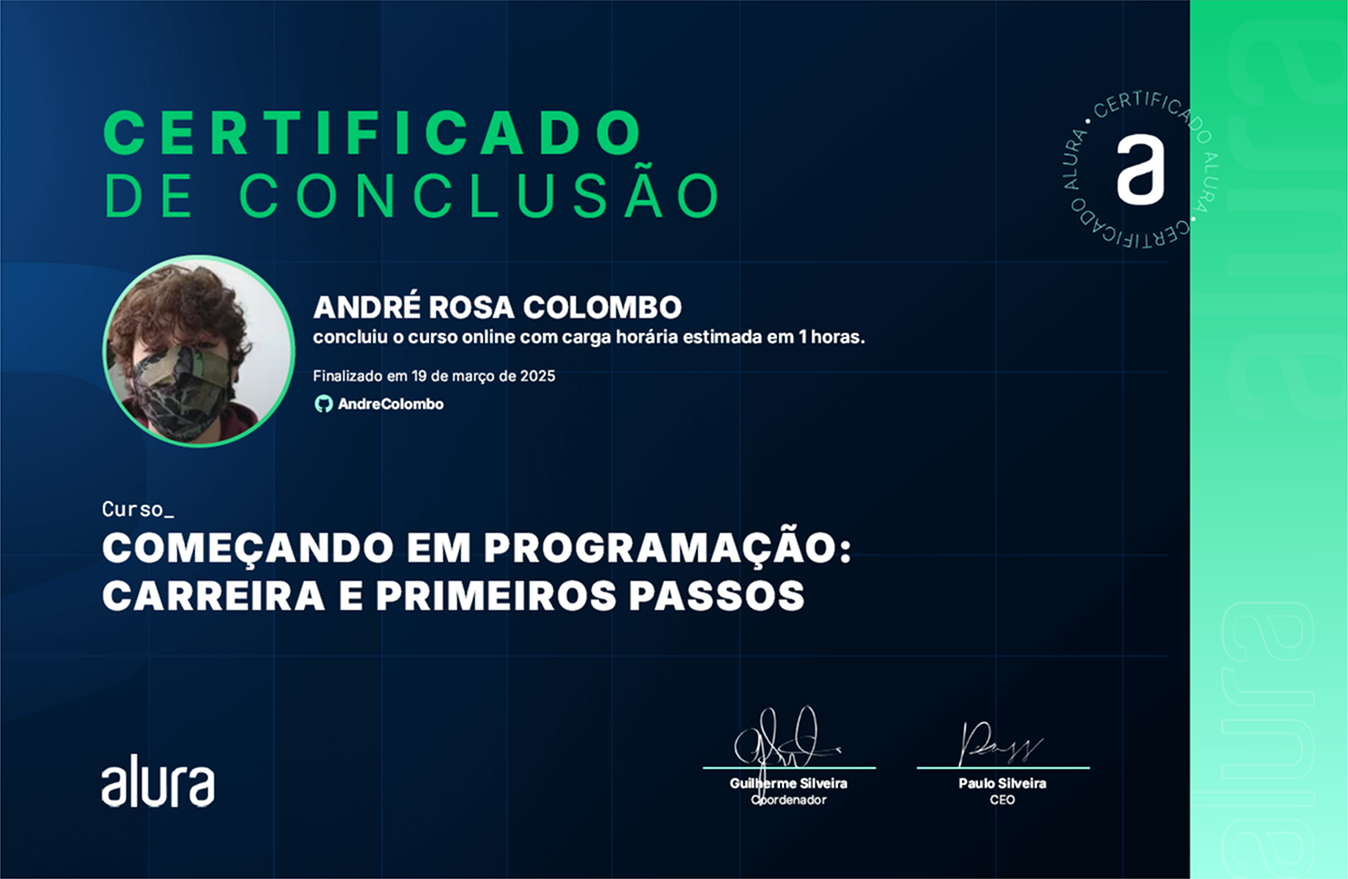 CERTIFICADO
DE CONCLUSÃO
CERTIFICADO ALURA • CERTIFICADO ALURA •
a
ANDRÉ ROSA COLOMBO
concluiu o curso online com carga horária estimada em 1 horas.
Finalizado em 19 de março de 2025
AndreColombo
Curso_
COMEÇANDO EM PROGRAMAÇÃO:
CARREIRA E PRIMEIROS PASSOS
alura
Guilherme Silveira
Coordenador
Paulo Silveira
CEO
alura
alura